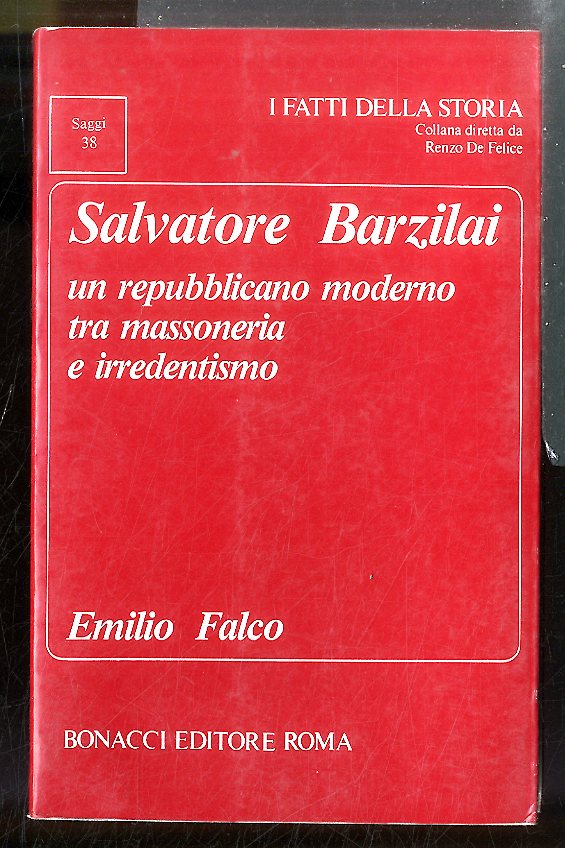 I FATTI DELLA STORIA
Collana diretta da
Renzo De Felice
Saggi
38
Salvatore Barzilai
un repubblicano moderno
tra massoneria
e irredentismo
Emilio Falco
BONACCI EDITORE ROMA